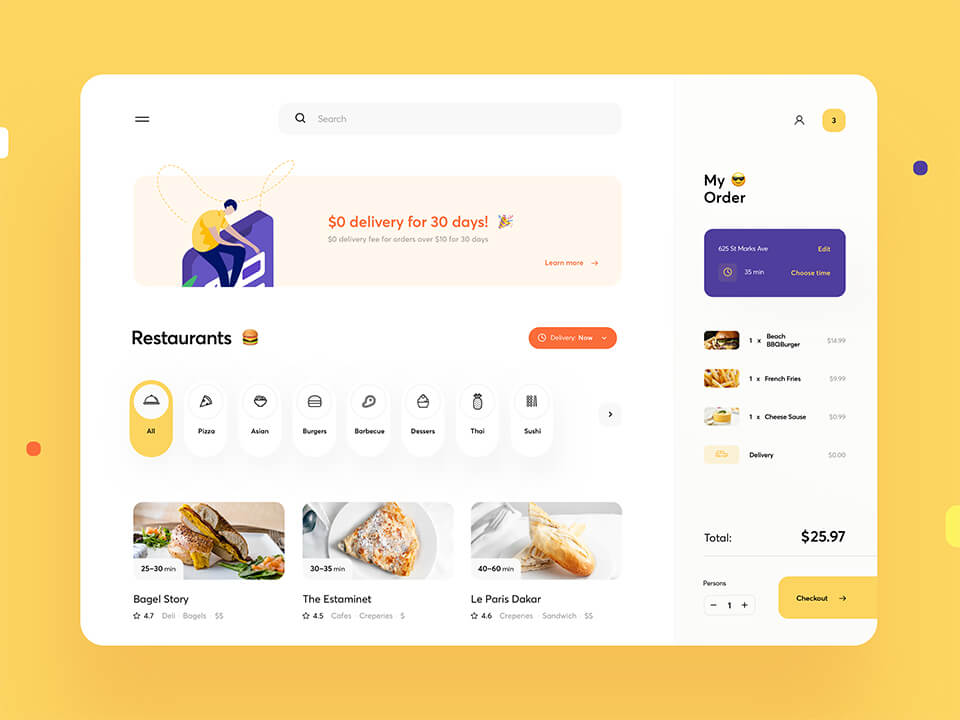 Search
3
$0 delivery for 30 days!
$0 delivery fee for orders over $10 for 30 days
Learn more
Restaurants
Delivery: Now
All
Pizza
Asian
Burgers
Barbecue
Dessers
Thai
Sushi
25–30 min
Bagel Story
4.7 Deli Bagels $$
30–35 min
The Estaminet
4.5 Cafes Creperies $
40–60 min
Le Paris Dakar
4.6 Creperies Sandwich $$
My
Order
625 St Marks Ave Edit
35 min Choose time
1 x Beach
BBQBurger $14.99
1 x French Fries $9.99
1 x Cheese Sause $0.99
Delivery $0.00
Total: $25.97
Persons
1
Checkout